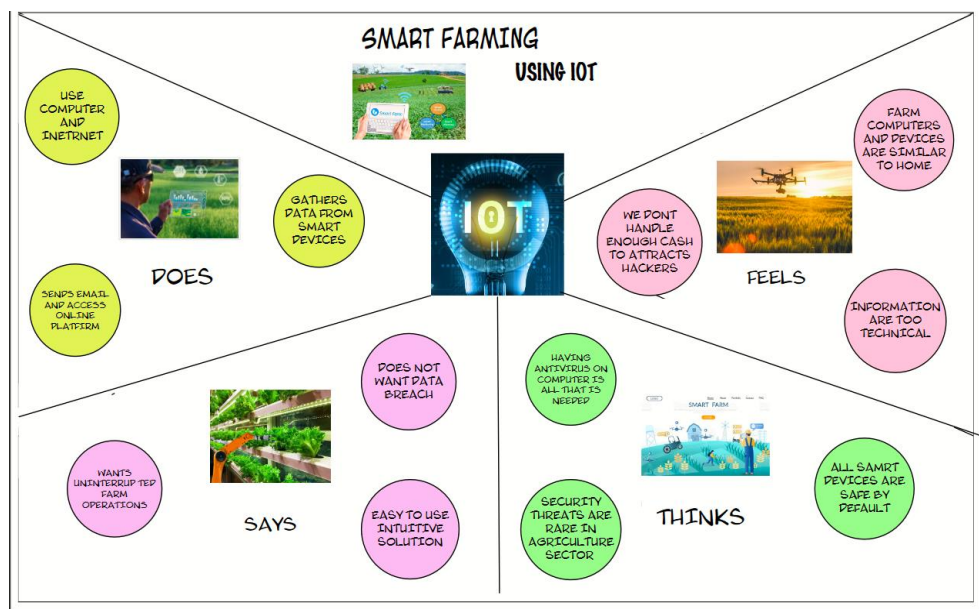 SMART FARMING
USING IOT
USE
COMPUTER
AND
INETRNET
GATHERS
DATA FROM
SMART
DEVICES
SENDS EMAIL
AND ACCESS
ONLINE
PLATFIRM
DOES
IOT
WE DONT
HANDLE
ENOUGH CASH
TO ATTRACTS
HACKERS
FARM
COMPUTERS
AND DEVICES
ARE SIMILAR
TO HOME
INFORMATION
ARE TOO
TECHNICAL
FEELS
DOES NOT
WANT DATA
BREACH
WANTS
UNINTERRUP TED
FARM
OPERATIONS
EASY TO USE
INTUITIVE
SOLUTION
SAYS
HAVING
ANTIVIRUS ON
COMPUTER IS
ALL THAT IS
NEEDED
SMART FARM
SECURITY
THREATS ARE
RARE IN
AGRICULTURE
SECTOR
ALL SAMRT
DEVICES ARE
SAFE BY
DEFAULT
THINKS